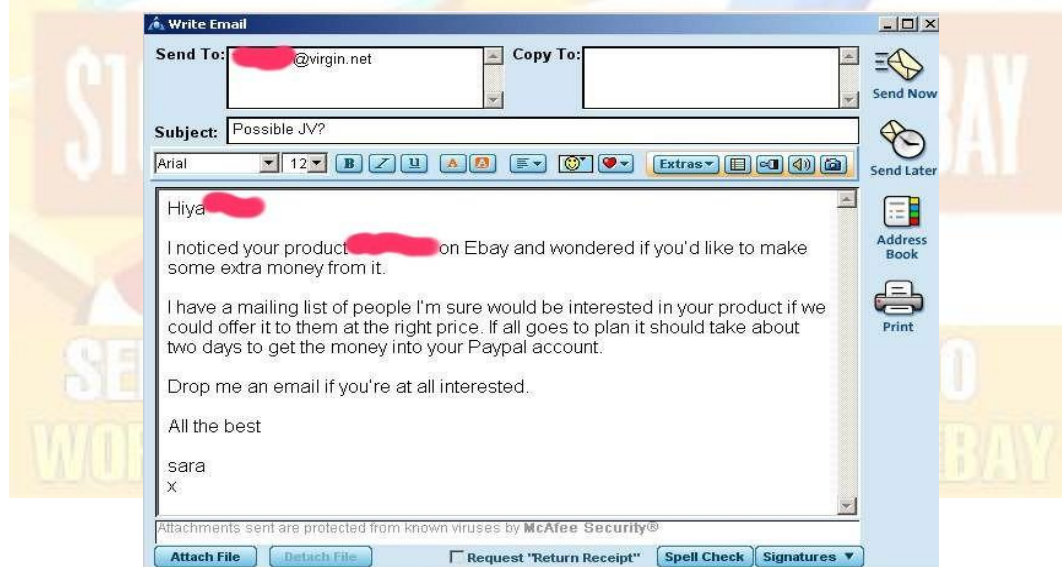 Write Email
Send To:
@virgin.net
Copy To:
Send Now
Subject: Possible JV?
Send Later
Arial 12 B I U A A Extras
Hiya
Address Book
I noticed your product on Ebay and wondered if you'd like to make
some extra money from it.
I have a mailing list of people I'm sure would be interested in your product if we
could offer it to them at the right price. If all goes to plan it should take about
two days to get the money into your Paypal account.
Print
Drop me an email if you're at all interested.
All the best
sara
x
Attachments sent are protected from known viruses by McAfee Security®
Attach File Detach File Request "Return Receipt" Spell Check Signatures